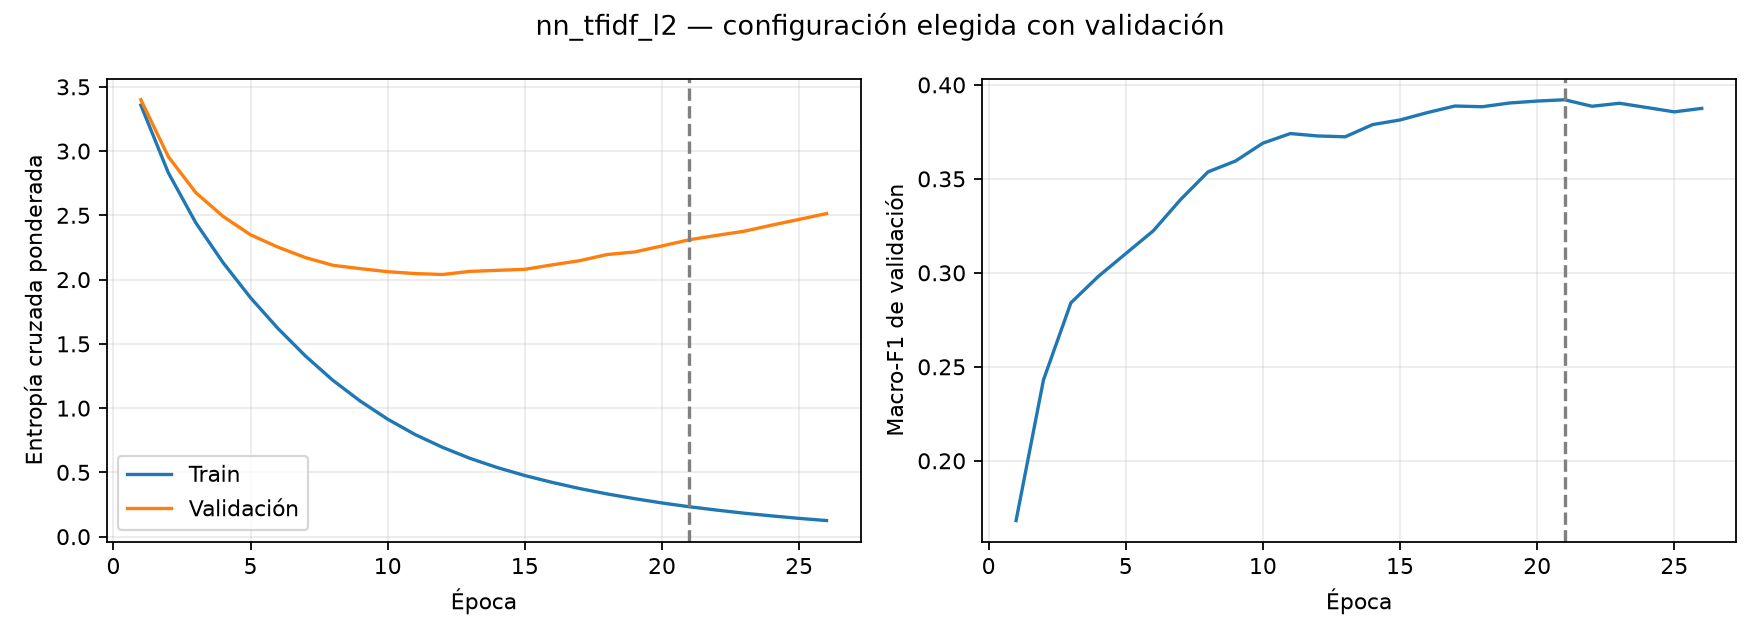 nn_tfidf_l2 — configuración elegida con validación
Entropía cruzada ponderada
3.5
3.0
2.5
2.0
1.5
1.0
0.5
0.0
Train
Validación
0 5 10 15 20 25
Época
Macro-F1 de validación
0.40
0.35
0.30
0.25
0.20
0 5 10 15 20 25
Época